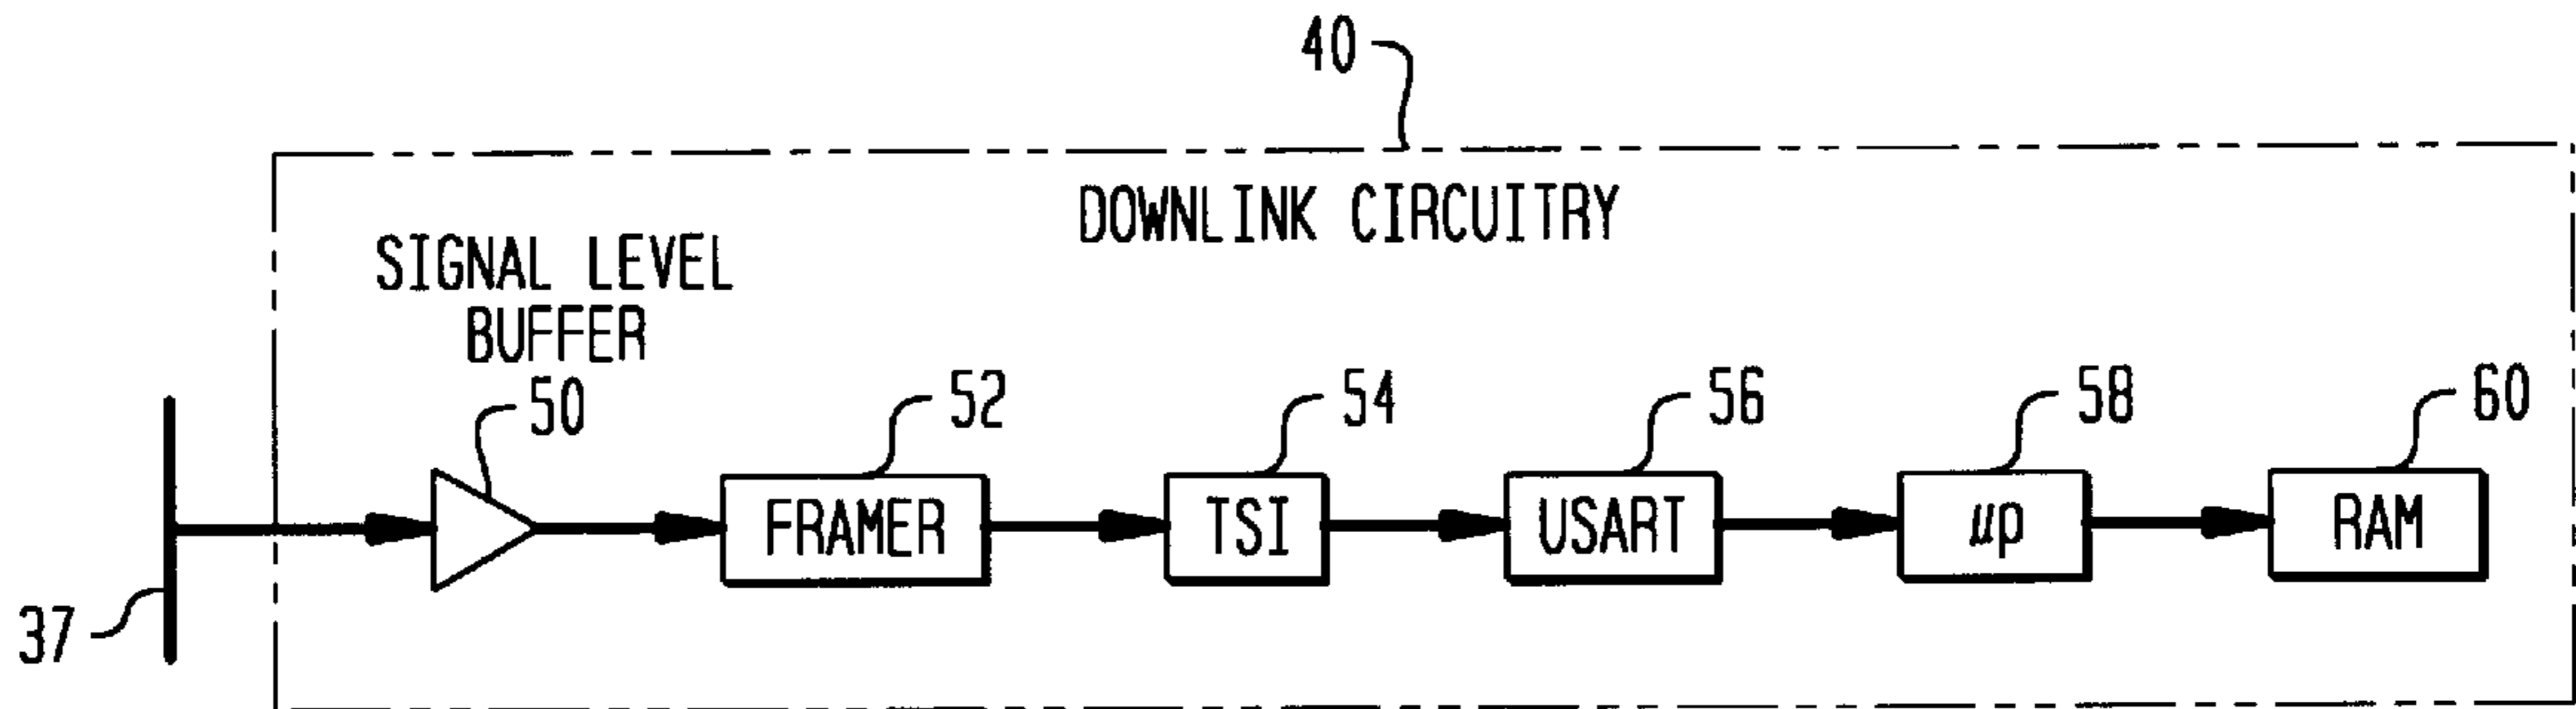 40
DOWNLINK CIRCUITRY
SIGNAL LEVEL
BUFFER
50
52
54
56
58
60
FRAMER
TSI
USART
μp
RAM
37